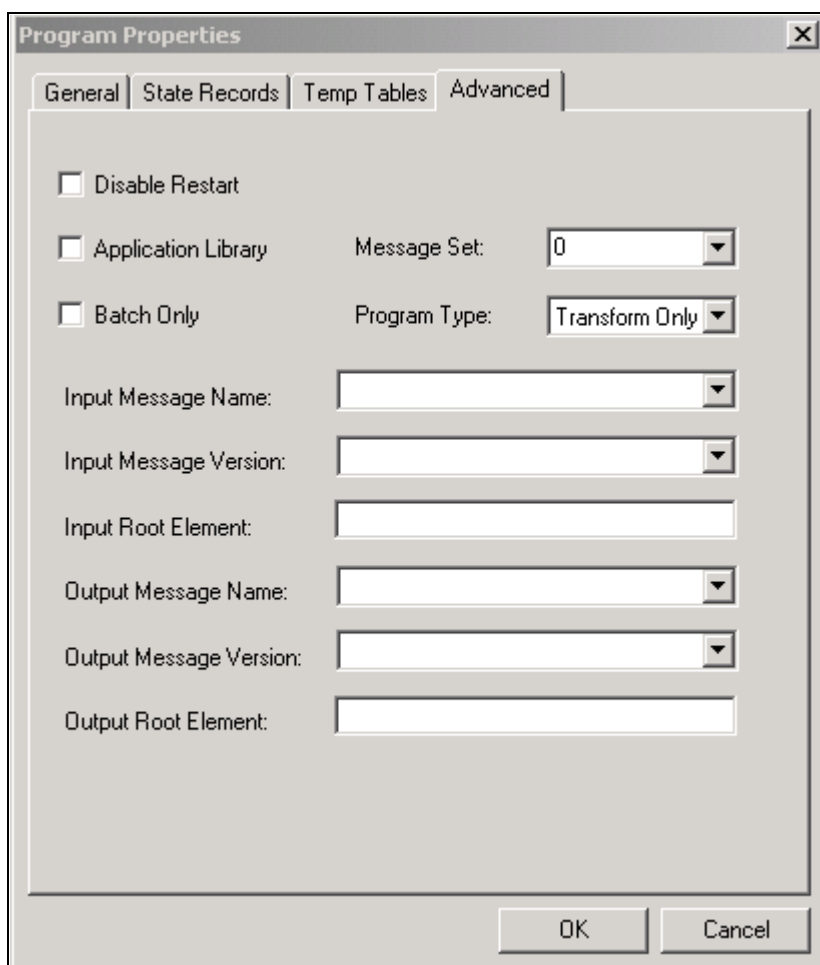 Program Properties
General State Records Temp Tables Advanced
Disable Restart
Application Library Message Set: 0
Batch Only Program Type: Transform Only
Input Message Name:
Input Message Version:
Input Root Element:
Output Message Name:
Output Message Version:
Output Root Element:
OK Cancel